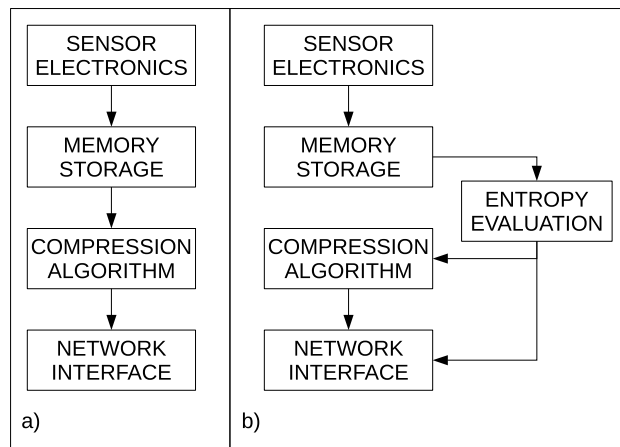 SENSOR
ELECTRONICS
MEMORY
STORAGE
COMPRESSION
ALGORITHM
NETWORK
INTERFACE
a)
SENSOR
ELECTRONICS
MEMORY
STORAGE
ENTROPY
EVALUATION
COMPRESSION
ALGORITHM
NETWORK
INTERFACE
b)